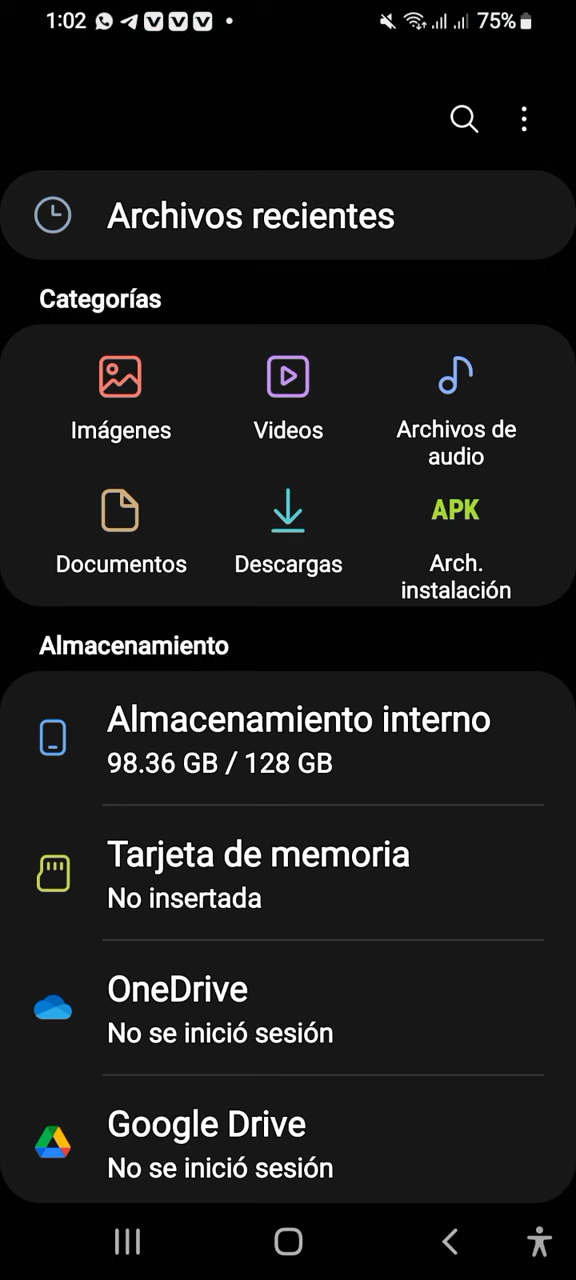 1:02
75%
Archivos recientes
Categorías
Imágenes
Videos
Archivos de
audio
Documentos
Descargas
APK
Arch.
instalación
Almacenamiento
Almacenamiento interno
98.36 GB / 128 GB
Tarjeta de memoria
No insertada
OneDrive
No se inició sesión
Google Drive
No se inició sesión